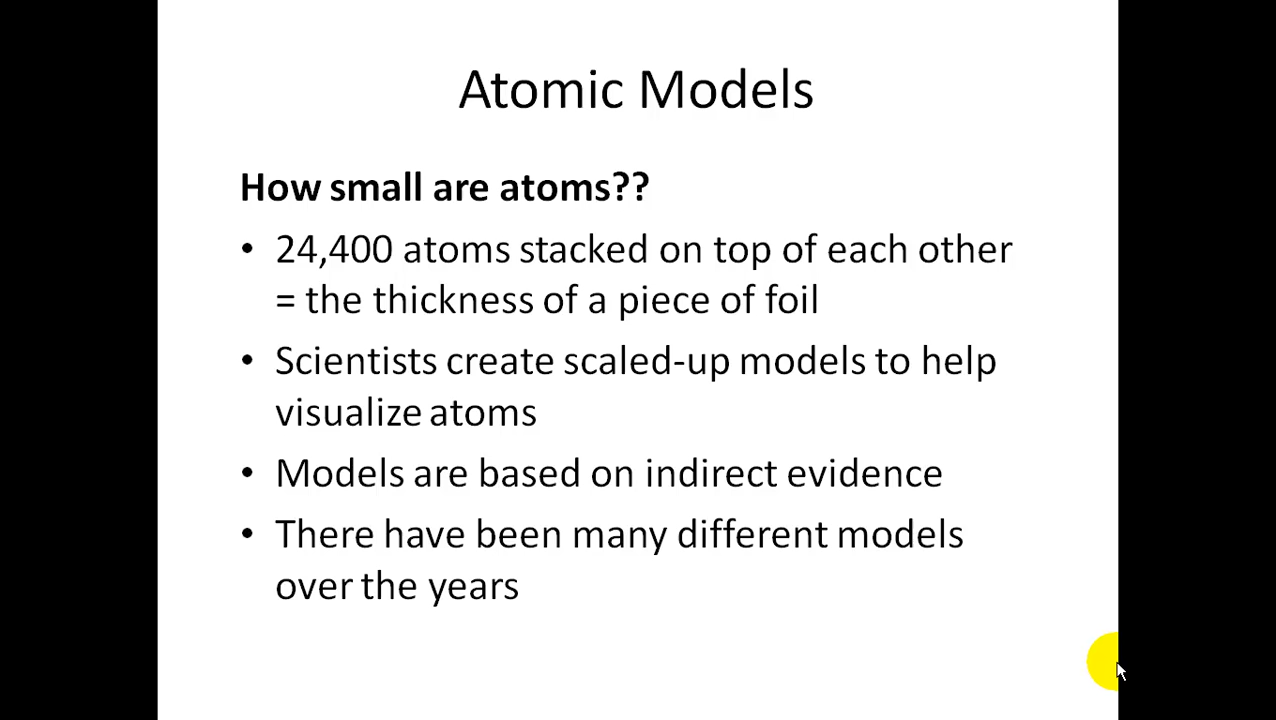 Atomic Models
How small are atoms??
• 24,400 atoms stacked on top of each other
= the thickness of a piece of foil
• Scientists create scaled-up models to help
visualize atoms
• Models are based on indirect evidence
• There have been many different models
over the years